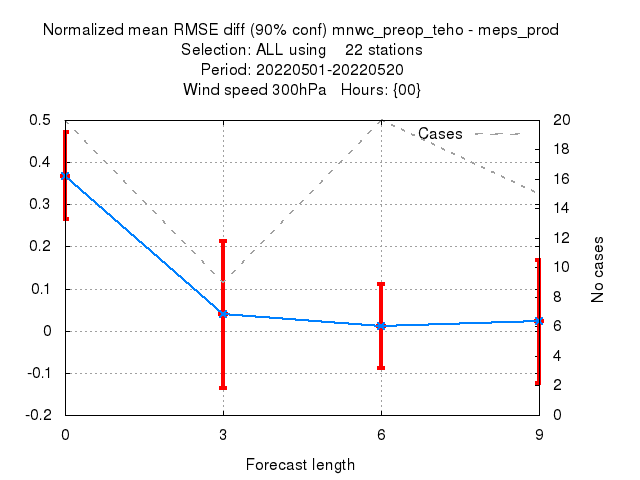 Normalized mean RMSE diff (90% conf) mnwc_preop_teho - meps_prod
Selection: ALL using 22 stations
Period: 20220501-20220520
Wind speed 300hPa Hours: {00}
Cases
0.5
0.4
0.3
0.2
0.1
0
-0.1
-0.2
20
18
16
14
12
10
8
6
4
2
0
No cases
0 3 6 9
Forecast length